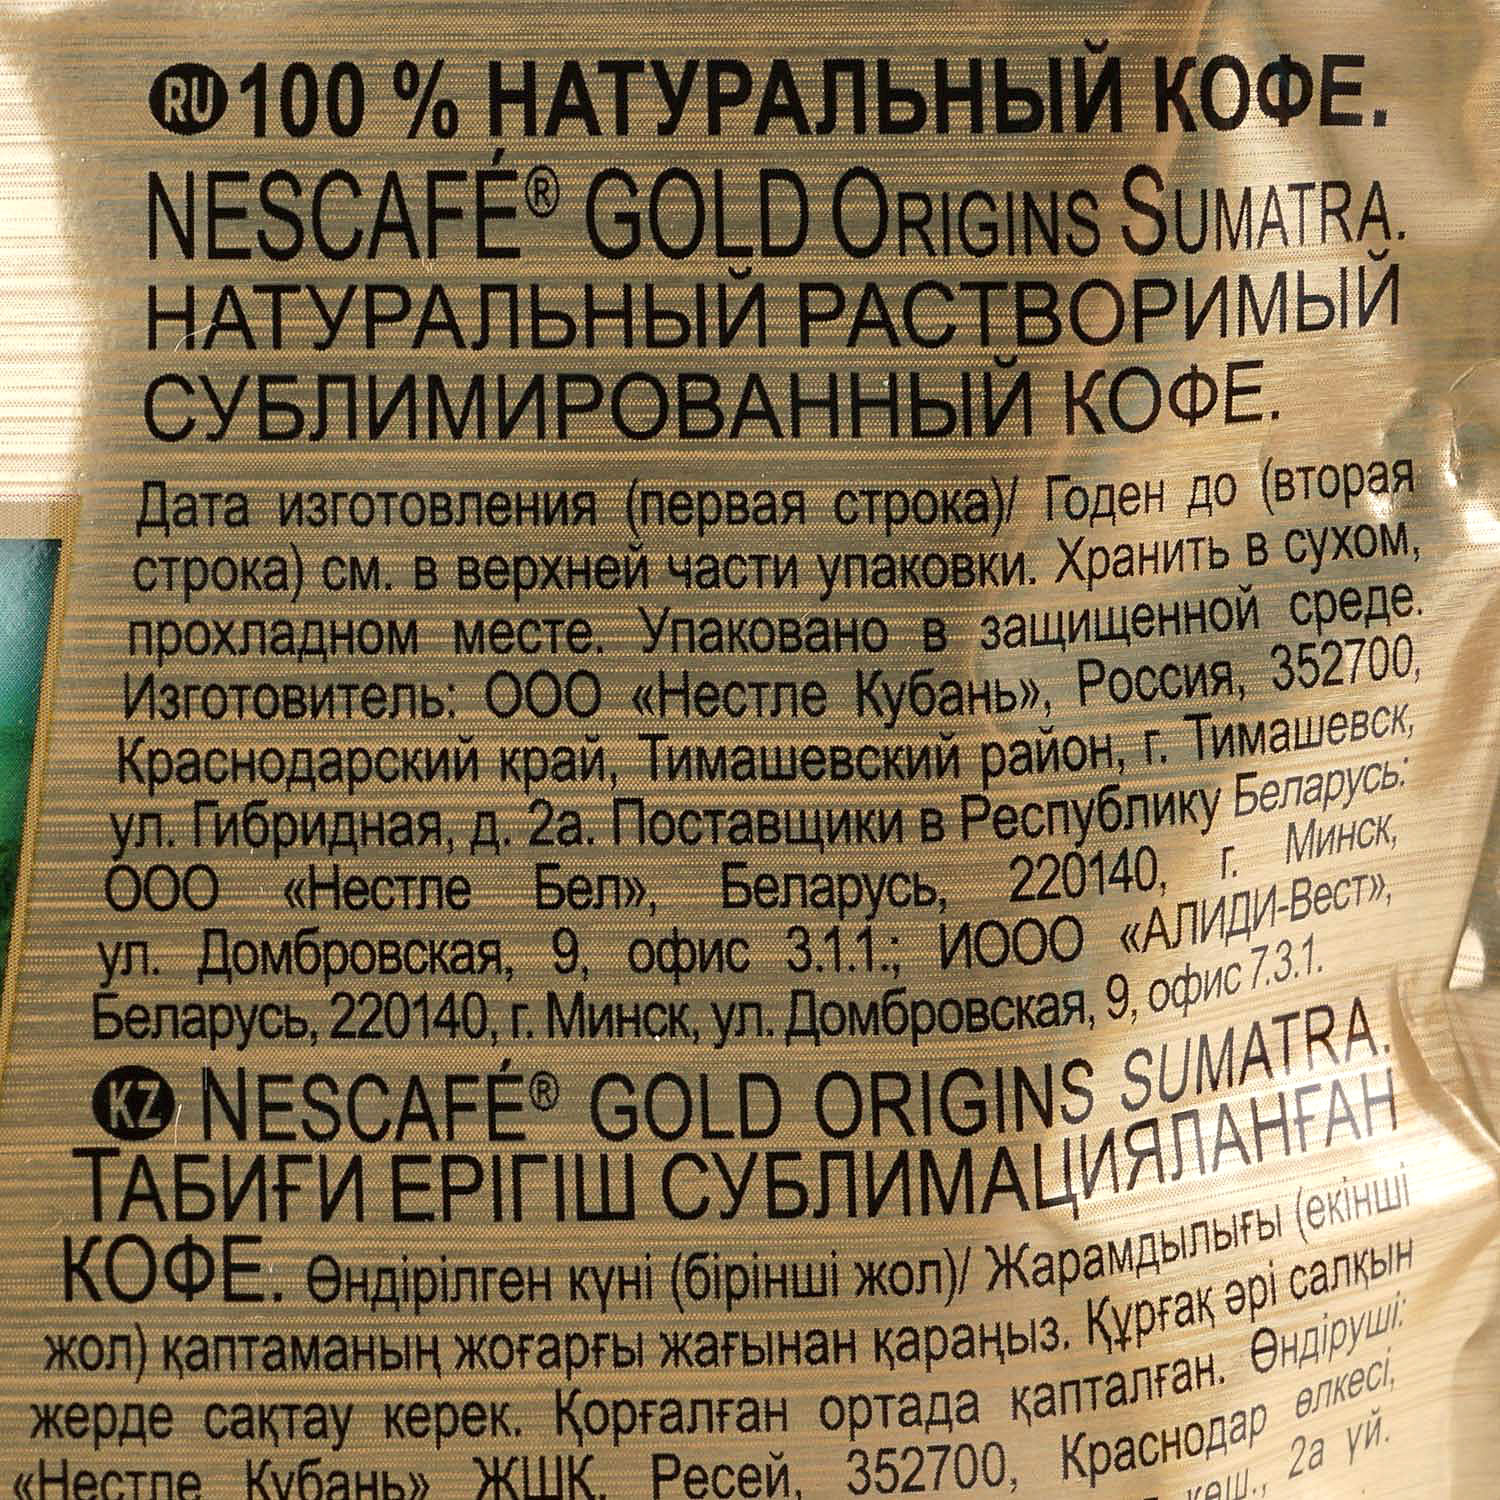 RU 100 % НАТУРАЛЬНЫЙ КОФЕ.
NESCAFÉ® GOLD ORIGINS SUMATRA.
НАТУРАЛЬНЫЙ РАСТВОРИМЫЙ
СУБЛИМИРОВАННЫЙ КОФЕ.
Дата изготовления (первая строка)/ Годен до (вторая
строка) см. в верхней части упаковки. Хранить в сухом,
прохладном месте. Упаковано в защищенной среде.
Изготовитель: ООО «Нестле Кубань», Россия, 352700,
Краснодарский край, Тимашевский район, г. Тимашевск,
ул. Гибридная, д. 2а. Поставщики в Республику Беларусь:
ООО «Нестле Бел», Беларусь, 220140, г. Минск,
ул. Домбровская, 9, офис 3.1.1.; ИООО «АЛИДИ-Вест»,
Беларусь, 220140, г. Минск, ул. Домбровская, 9, офис 7.3.1.
KZ NESCAFÉ® GOLD ORIGINS SUMATRA.
ТАБИҒИ ЕРІГІШ СУБЛИМАЦИЯЛАНҒАН
КОФЕ. Өндірілген күні (бірінші жол)/ Жарамдылығы (екінші
жол) қаптаманың жоғарғы жағынан қараңыз. Құрғақ әрі салқын
жерде сақтау керек. Қорғалған ортада қапталған. Өндіруші:
«Нестле Кубань» ЖШҚ, Ресей, 352700, Краснодар өлкесі,
көш., 2а үй.